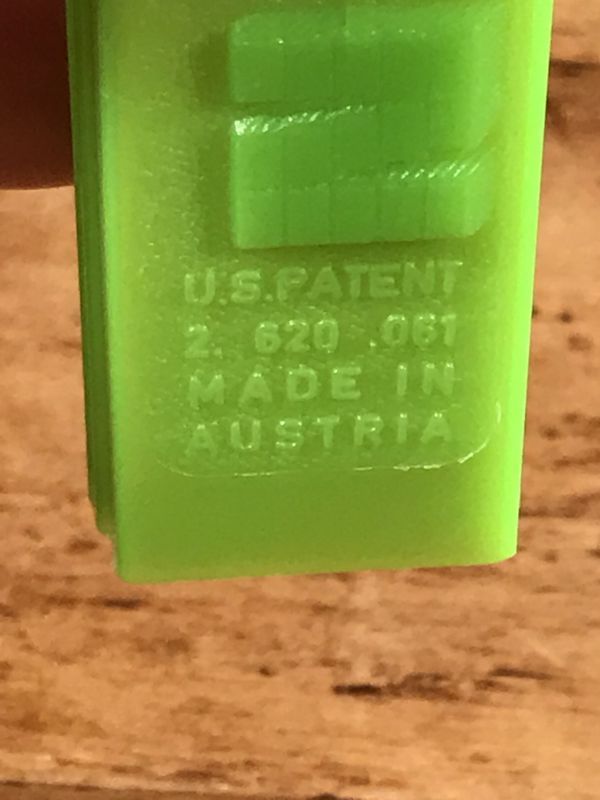 U.S.PATENT
2. 620 .061
MADE IN
AUSTRIA